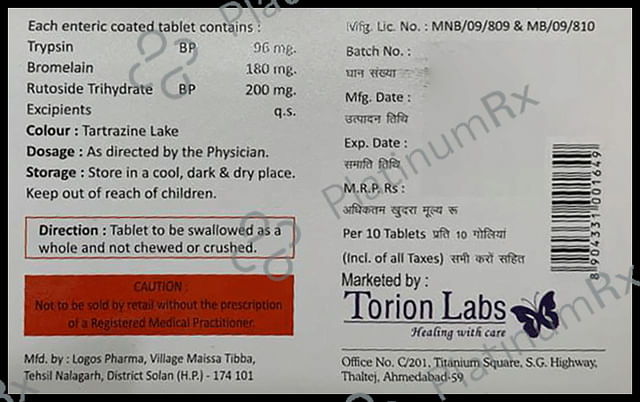 Each enteric coated tablet contains :
Trypsin BP 96 mg.
Bromelain 180 mg.
Rutoside Trihydrate BP 200 mg.
Excipients q.s.
Colour : Tartrazine Lake
Dosage : As directed by the Physician.
Storage : Store in a cool, dark & dry place.
Keep out of reach of children.
Direction : Tablet to be swallowed as a
whole and not chewed or crushed.
CAUTION :
Not to be sold by retail without the prescription
of a Registered Medical Practitioner.
Mfd. by : Logos Pharma, Village Maissa Tibba,
Tehsil Nalagarh, District Solan (H.P.) - 174 101
Mfg. Lic. No. : MNB/09/809 & MB/09/810
Batch No. :
घान संख्या
Mfg. Date :
उत्पादन तिथि
Exp. Date :
समाति तिथि
M.R.P. Rs :
अधिकतम खुदरा मूल्य रू
Per 10 Tablets प्रति 10 गोलियां
(Incl. of all Taxes) सभी करों सहित
Marketed by :
Torion Labs
Healing with care
Office No. C/201, Titanium Square, S.G. Highway,
Thaltej, Ahmedabad-59
8 904331 001649
PlatinumRx
PlatinumRx
PlatinumRx